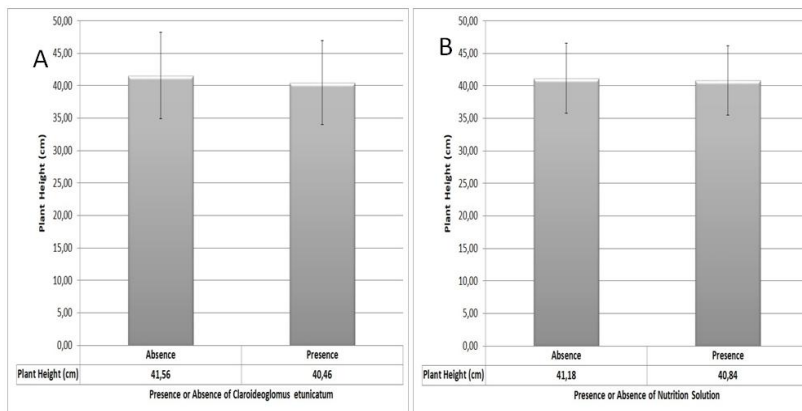 A
Plant Height (cm)
50,00
45,00
40,00
35,00
30,00
25,00
20,00
15,00
10,00
5,00
0,00
Absence Presence
Plant Height (cm) 41,56 40,46
Presence or Absence of Claroideoglomus etunicatum
B
Plant Height (cm)
50,00
45,00
40,00
35,00
30,00
25,00
20,00
15,00
10,00
5,00
0,00
Absence Presence
Plant Height (cm) 41,18 40,84
Presence or Absence of Nutrition Solution